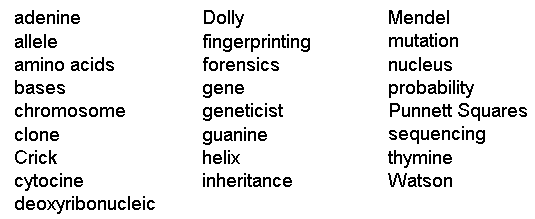 adenine
allele
amino acids
bases
chromosome
clone
Crick
cytocine
deoxyribonucleic
Dolly
fingerprinting
forensics
gene
geneticist
guanine
helix
inheritance
Mendel
mutation
nucleus
probability
Punnett Squares
sequencing
thymine
Watson